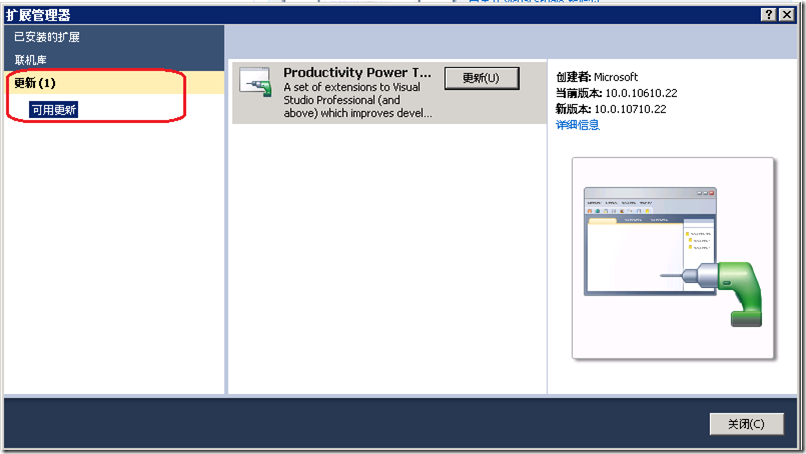 扩展管理器
已安装的扩展
联机库
更新 (1)
可用更新
Productivity Power T...
更新(U)
A set of extensions to Visual
Studio Professional (and
above) which improves devel...
创建者: Microsoft
当前版本: 10.0.10610.22
新版本: 10.0.10710.22
详细信息
关闭(C)